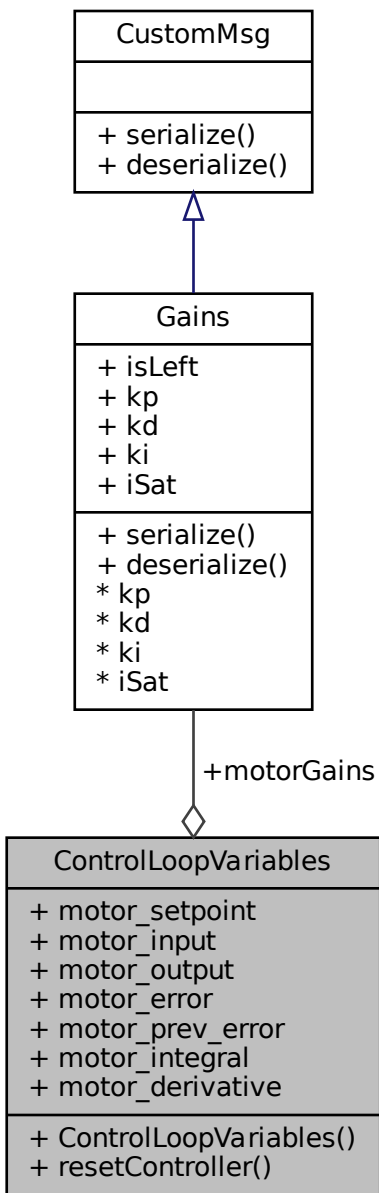 CustomMsg
+ serialize()
+ deserialize()
Gains
+ isLeft
+ kp
+ kd
+ ki
+ iSat
+ serialize()
+ deserialize()
* kp
* kd
* ki
* iSat
+motorGains
ControlLoopVariables
+ motor_setpoint
+ motor_input
+ motor_output
+ motor_error
+ motor_prev_error
+ motor_integral
+ motor_derivative
+ ControlLoopVariables()
+ resetController()